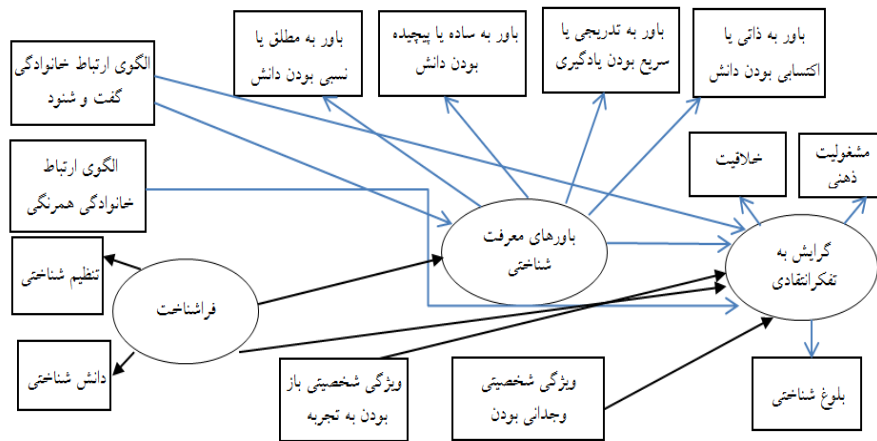 باور به ذاتی یا
اکتسابی بودن دانش
باور به تدریجی یا
سریع بودن یادگیری
باور به ساده یا پیچیده
بودن دانش
باور به مطلق یا
نسبی بودن دانش
الگوی ارتباط خانوادگی
گفت و شنود
الگوی ارتباط
خانوادگی همرنگی
مشغولیت
ذهنی
خلاقیت
باورهای معرفت
شناختی
گرایش به
تفکرانتقادی
تنظیم شناختی
فراشناخت
دانش شناختی
ویژگی شخصیتی باز
بودن به تجربه
ویژگی شخصیتی
وجدانی بودن
بلوغ شناختی